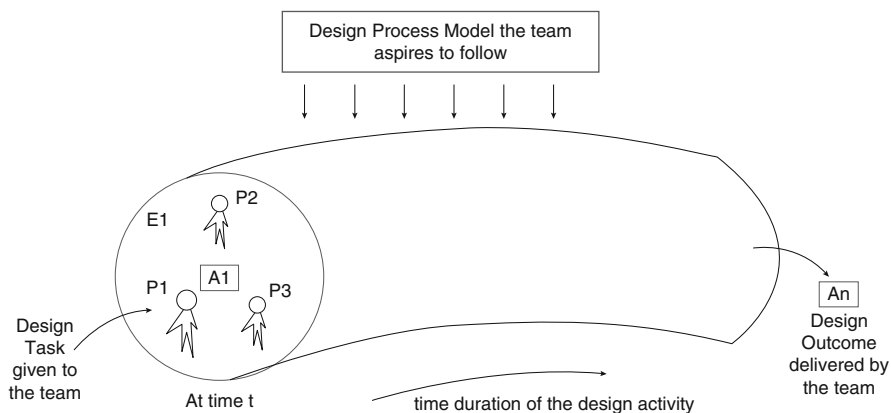 Design Process Model the team
aspires to follow
P2
E1
A1
P1
P3
An
Design
Task
given to
the team
Design
Outcome
delivered by
the team
At time t
time duration of the design activity